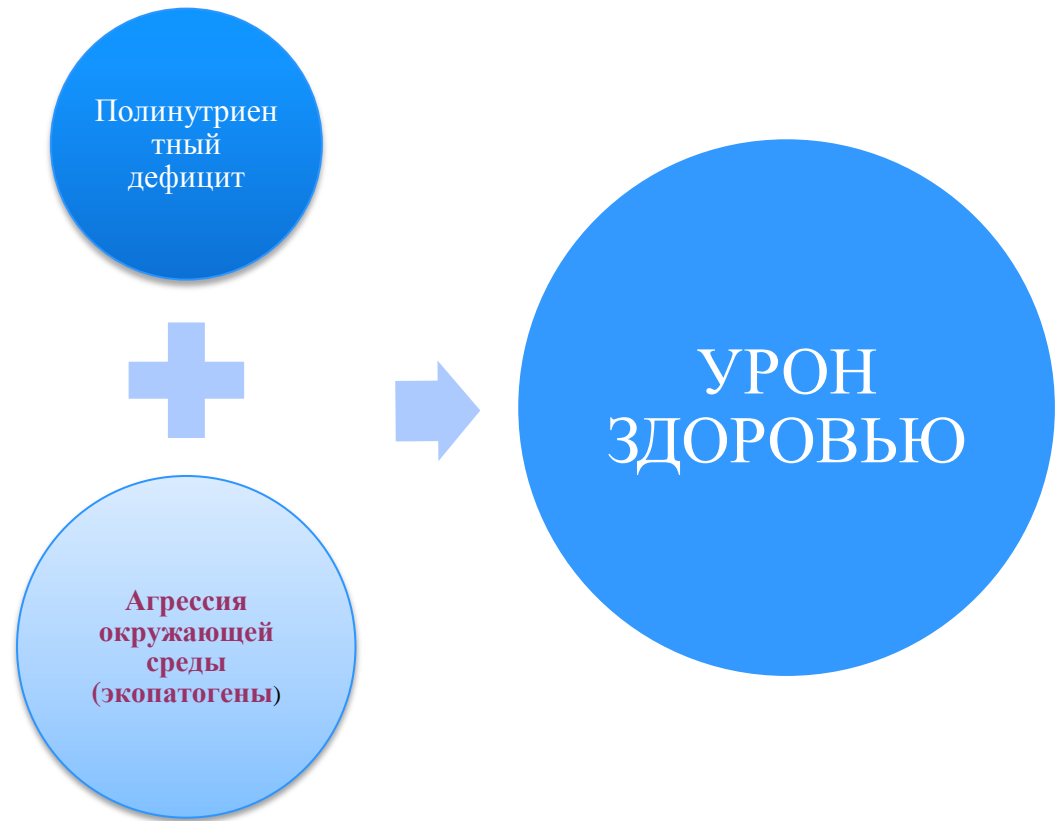 Полинутриен
тный
дефицит
Агрессия
окружающей
среды
(экопатогены)
УРОН
ЗДОРОВЬЮ